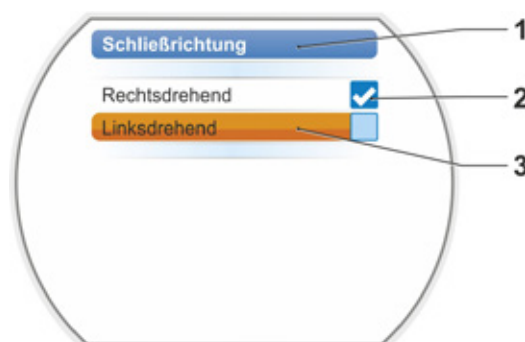 Schließrichtung
1
Rechtsdrehend
2
Linksdrehend
3